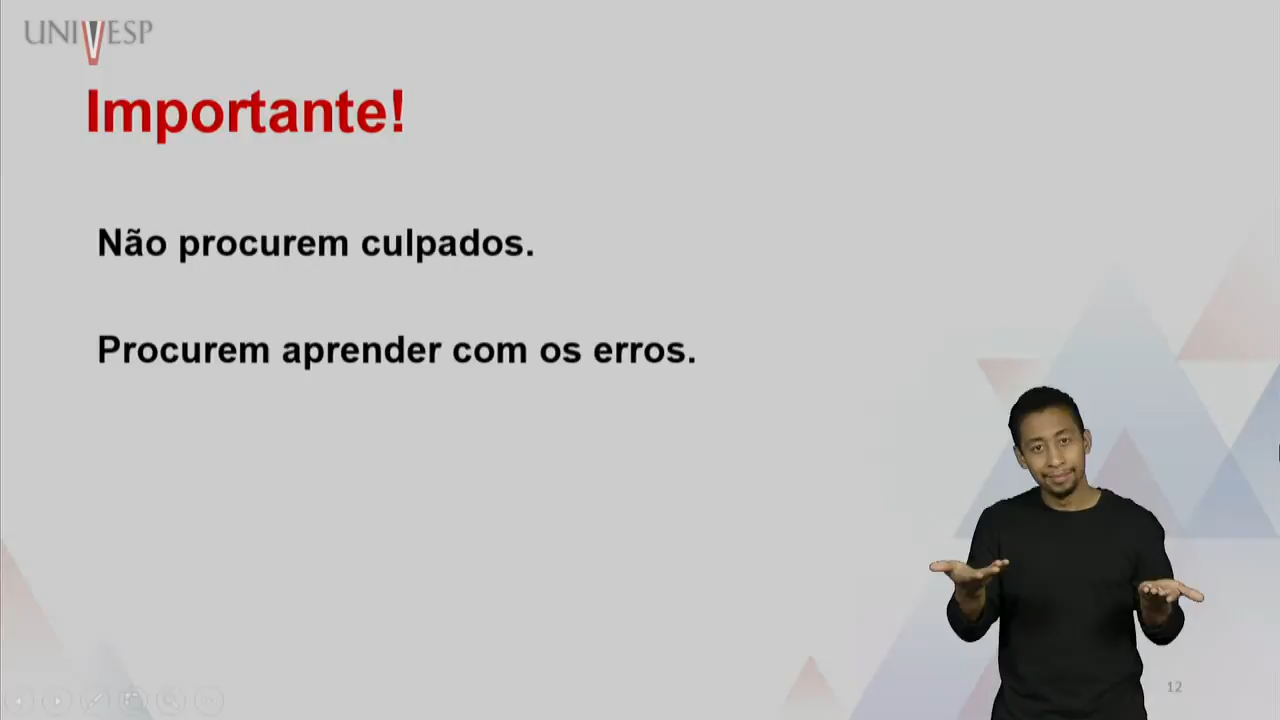 UNIVESP
Importante!
Não procurem culpados.
Procurem aprender com os erros.
12